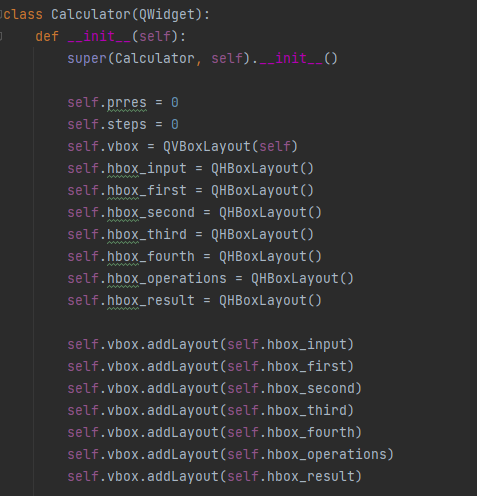 class Calculator(QWidget):
    def __init__(self):
        super(Calculator, self).__init__()

        self.prres = 0
        self.steps = 0
        self.vbox = QVBoxLayout(self)
        self.hbox_input = QHBoxLayout()
        self.hbox_first = QHBoxLayout()
        self.hbox_second = QHBoxLayout()
        self.hbox_third = QHBoxLayout()
        self.hbox_fourth = QHBoxLayout()
        self.hbox_operations = QHBoxLayout()
        self.hbox_result = QHBoxLayout()

        self.vbox.addLayout(self.hbox_input)
        self.vbox.addLayout(self.hbox_first)
        self.vbox.addLayout(self.hbox_second)
        self.vbox.addLayout(self.hbox_third)
        self.vbox.addLayout(self.hbox_fourth)
        self.vbox.addLayout(self.hbox_operations)
        self.vbox.addLayout(self.hbox_result)